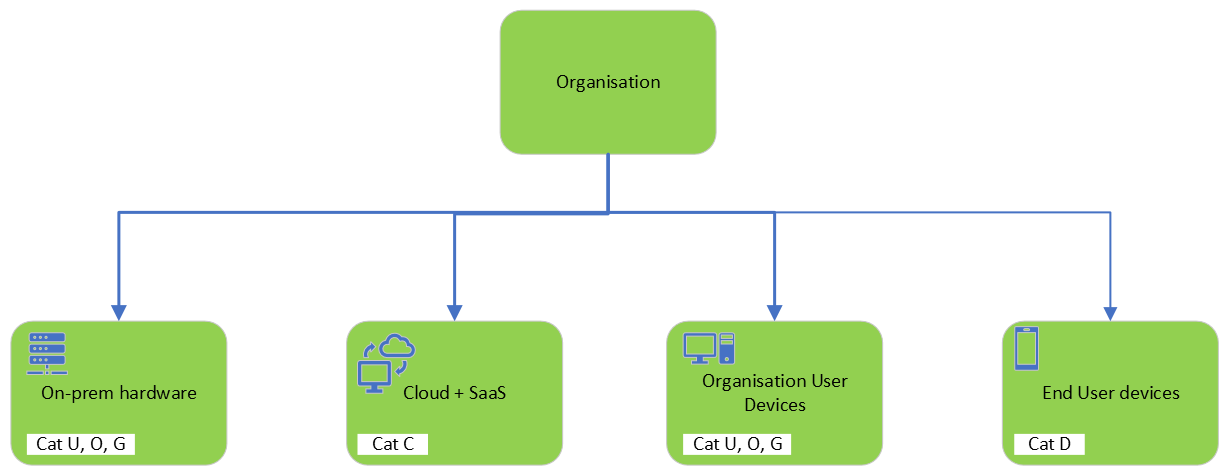 Organisation
On-prem hardware
Cat U, O, G
Cloud + SaaS
Cat C
Organisation User
Devices
Cat U, O, G
End User devices
Cat D